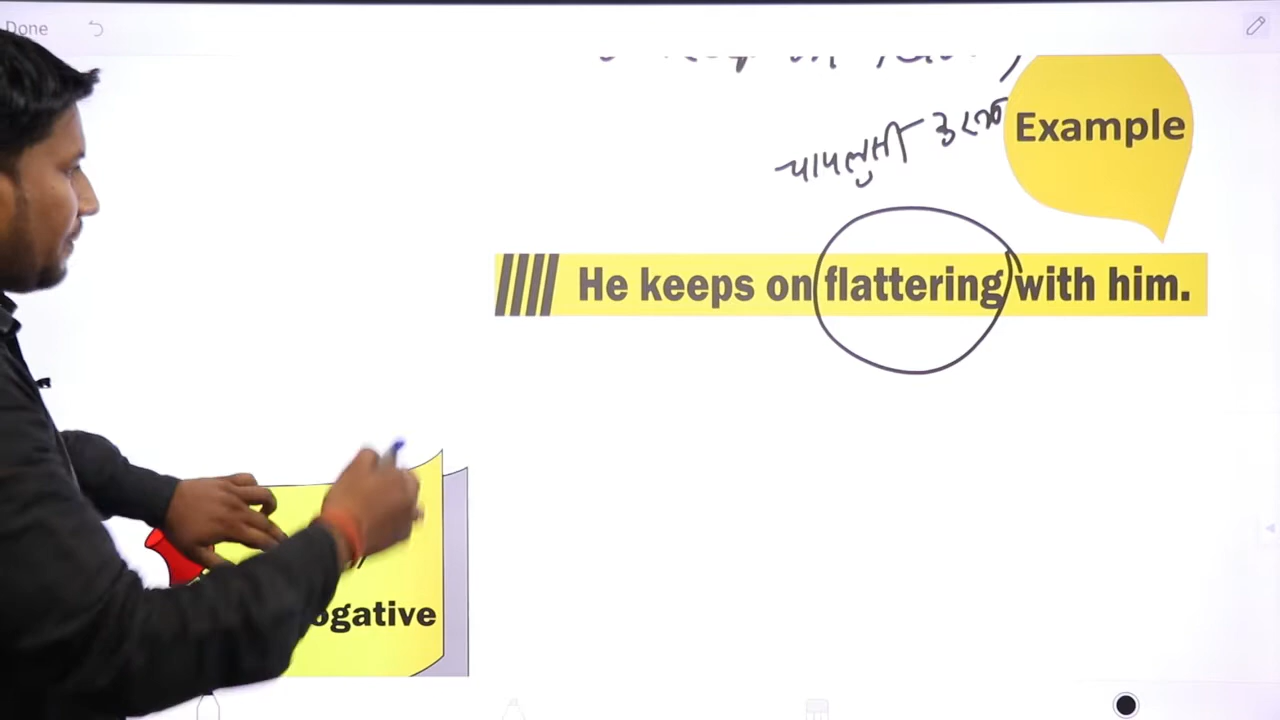 Done
Example
चापलुसी करना
He keeps on flattering with him.
ogative